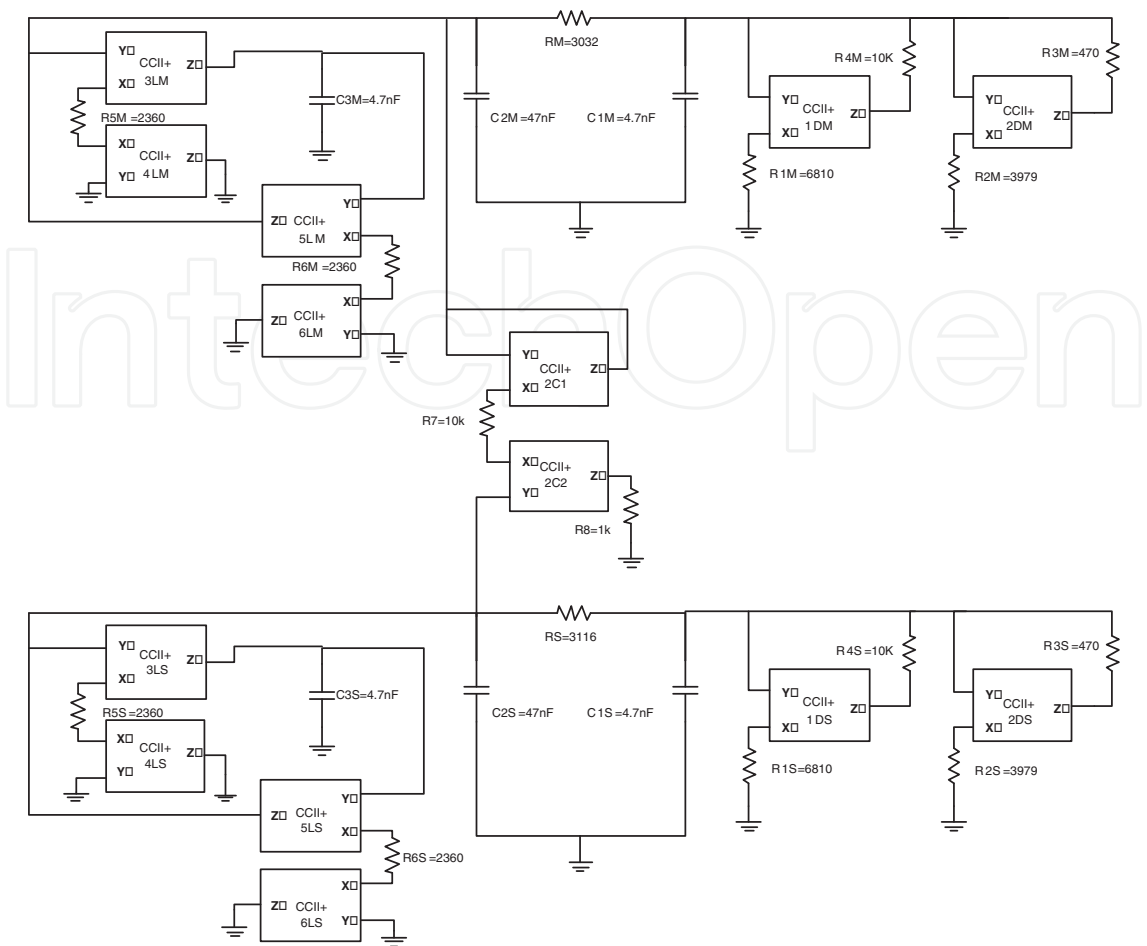 RM=3032
Y
CCII+
Z
3LM
X
R5M =2360
C3M=4.7nF
X
CCII+
Z
4LM
Y
C2M=47nF
C1M=4.7nF
R4M=10K
R3M=470
Y
CCII+
Z
1DM
X
R1M=6810
Y
CCII+
Z
2DM
X
R2M=3979
Y
Z
CCII+
5LM
X
R6M =2360
X
Z
CCII+
6LM
Y
IntechOpen
Y
CCII+
Z
2C1
X
R7=10k
X
CCII+
Z
2C2
Y
R8=1k
RS=3116
Y
CCII+
Z
3LS
X
R5S=2360
C3S=4.7nF
X
CCII+
Z
4LS
Y
C2S=47nF
C1S=4.7nF
R4S=10K
R3S=470
Y
CCII+
Z
1DS
X
R1S=6810
Y
CCII+
Z
2DS
X
R2S=3979
Y
Z
CCII+
5LS
X
R6S=2360
X
Z
CCII+
6LS
Y